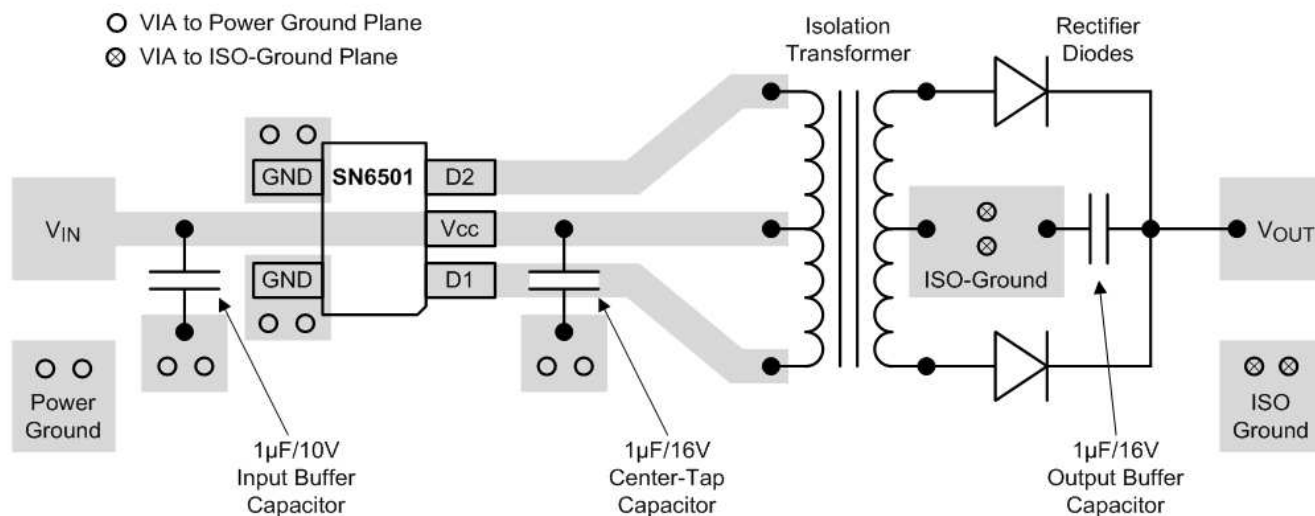 VIA to Power Ground Plane
VIA to ISO-Ground Plane
Isolation
Transformer
Rectifier
Diodes
GND
SN6501
D2
VIN
Vcc
VOUT
GND
D1
ISO-Ground
Power
Ground
ISO
Ground
1µF/10V
Input Buffer
Capacitor
1µF/16V
Center-Tap
Capacitor
1µF/16V
Output Buffer
Capacitor